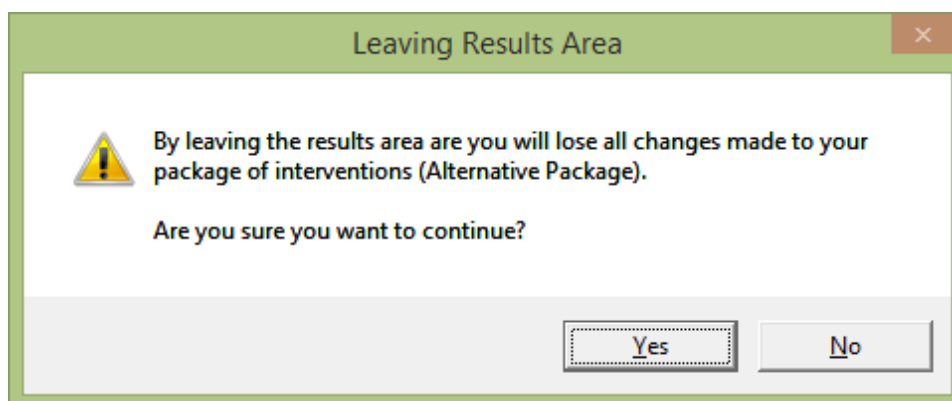 Leaving Results Area
By leaving the results area are you will lose all changes made to your
package of interventions (Alternative Package).
Are you sure you want to continue?
Yes
No